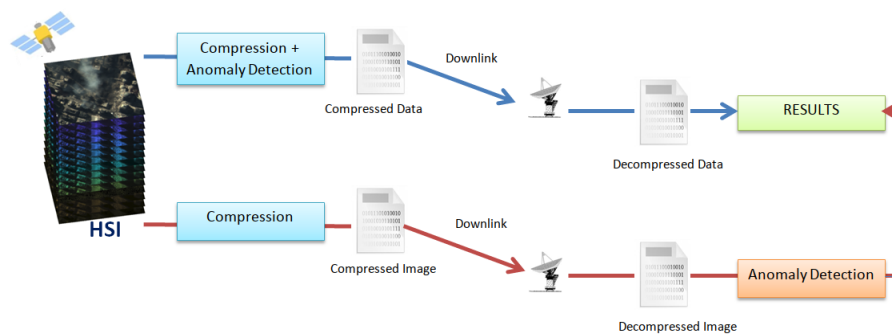 Compression +
Anomaly Detection
Downlink
Compressed Data
RESULTS
Decompressed Data
HSI
Compression
Downlink
Compressed Image
Anomaly Detection
Decompressed Image